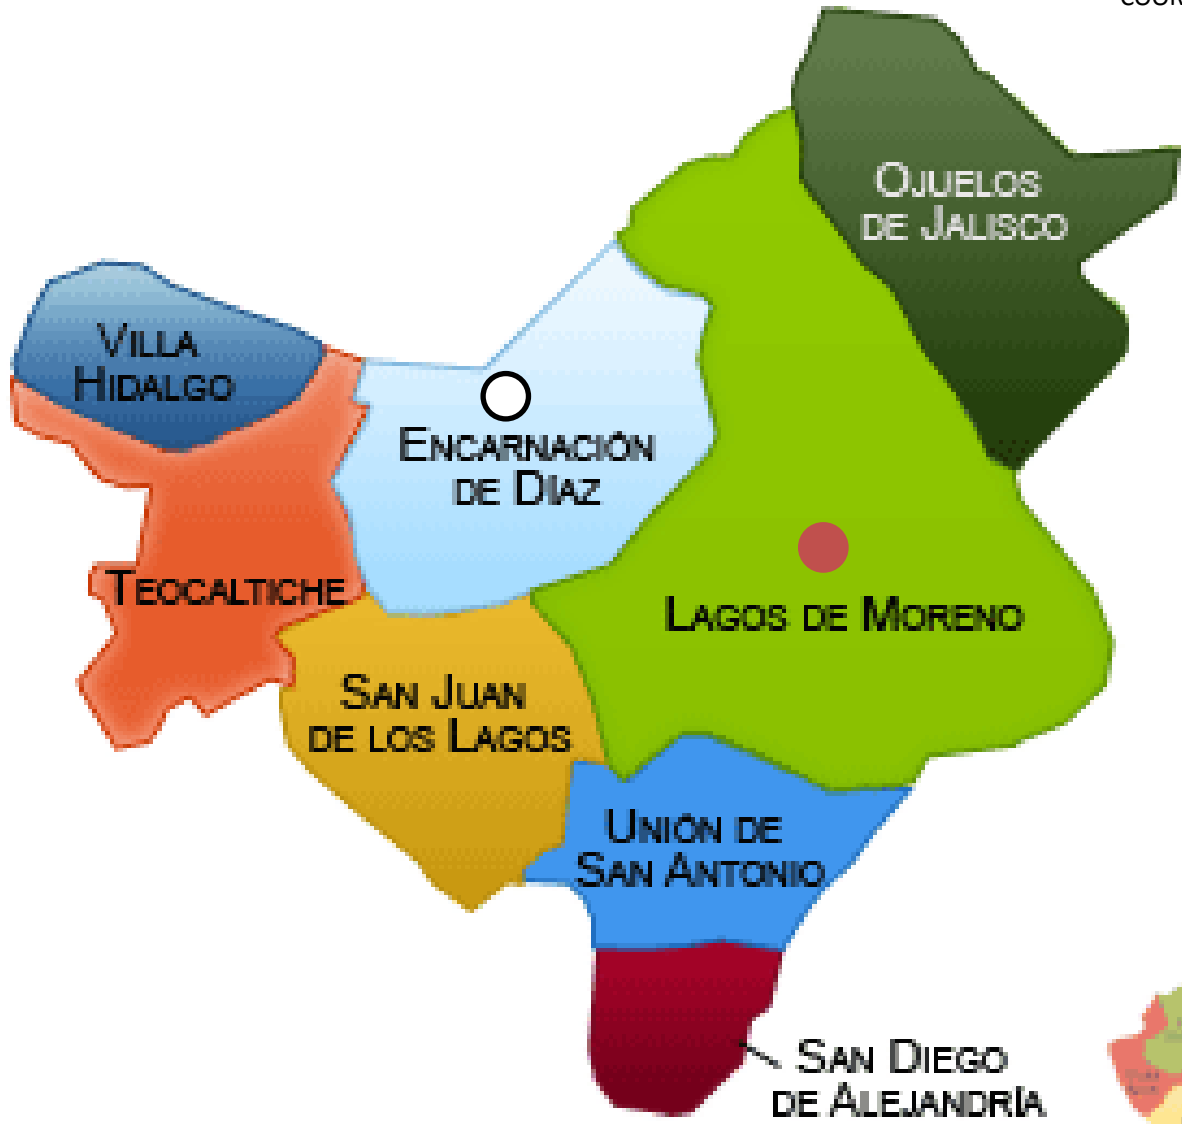 OJUELOS
DE JALISCO
VILLA
HIDALGO
ENCARNACIÓN
DE DÍAZ
TEOCALTICHE
LAGOS DE MORENO
SAN JUAN
DE LOS LAGOS
UNIÓN DE
SAN ANTONIO
SAN DIEGO
DE ALEJANDRÍA